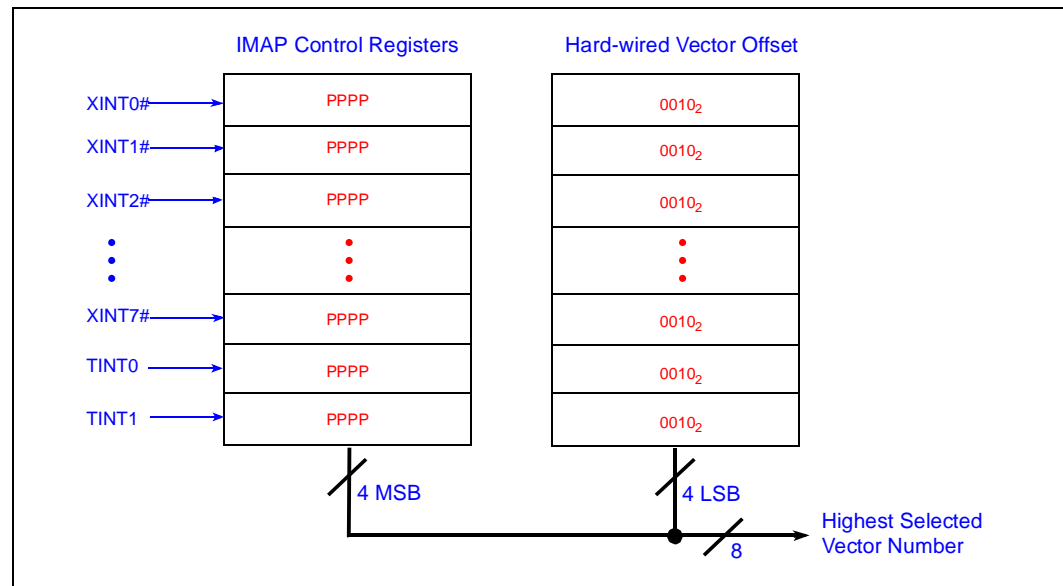 IMAP Control Registers Hard-wired Vector Offset
XINT0# PPPP 0010₂
XINT1# PPPP 0010₂
XINT2# PPPP 0010₂
XINT7# PPPP 0010₂
TINT0 PPPP 0010₂
TINT1 PPPP 0010₂
4 MSB 4 LSB
8 Highest Selected
Vector Number